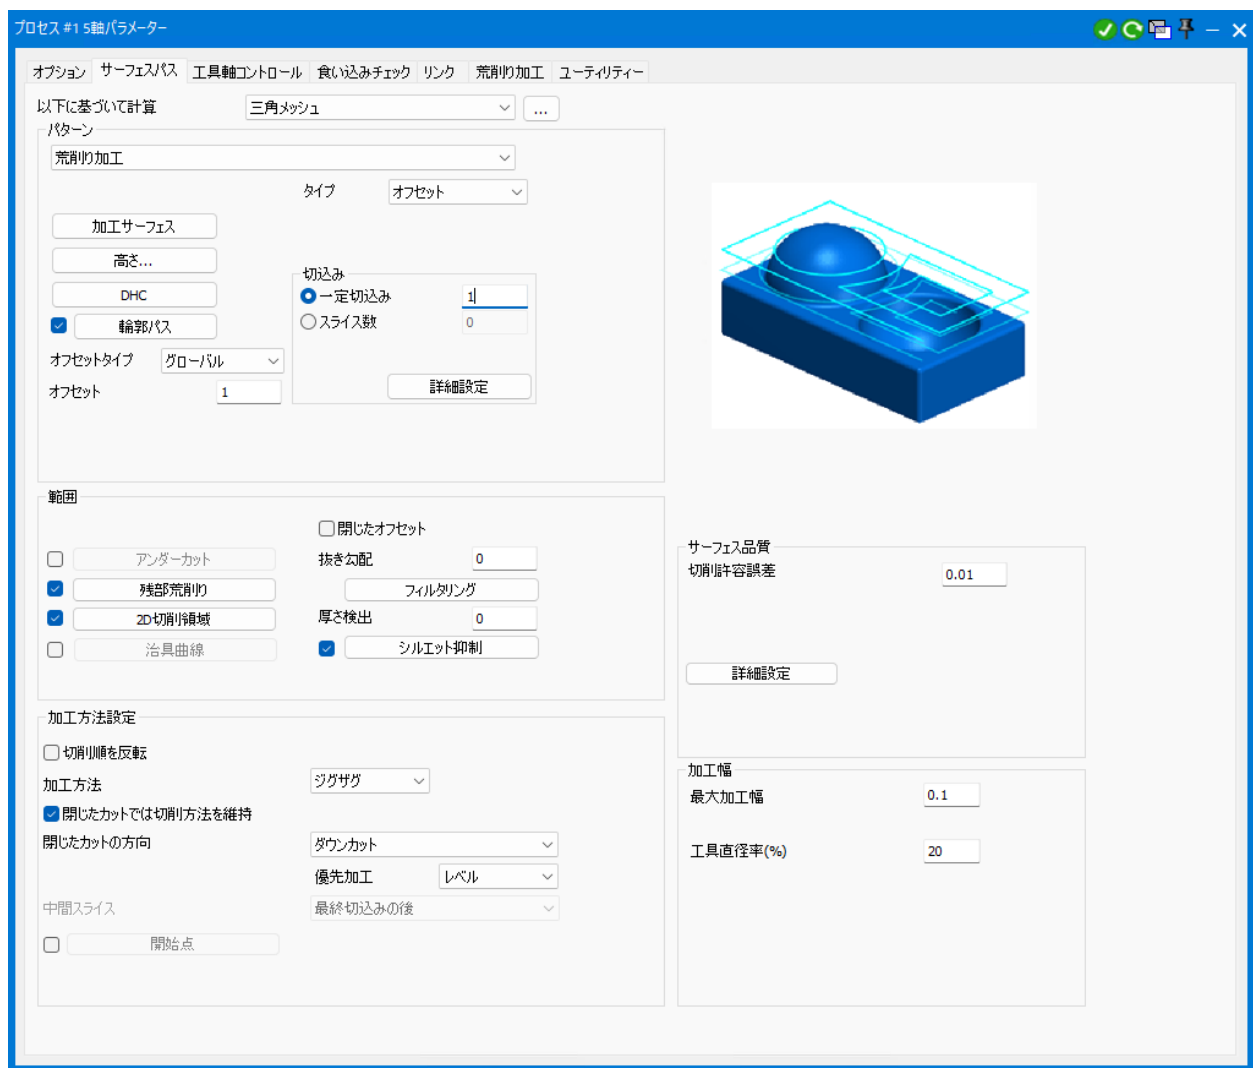 プロセス #1 5軸パラメーター
オプション サーフェスパス 工具軸コントロール 食い込みチェック リンク 荒削り加工 ユーティリティー
以下に基づいて計算 三角メッシュ ...
パターン
荒削り加工
タイプ オフセット
加工サーフェス
高さ...
切込み
DHC
一定切込み 1
輪郭パス
スライス数 0
オフセットタイプ グローバル
オフセット 1
詳細設定
範囲
閉じたオフセット
アンダーカット
抜き勾配 0
残部荒削り
フィルタリング
2D切削領域
厚さ検出 0
治具曲線
シルエット抑制
サーフェス品質
切削許容誤差 0.01
詳細設定
加工方法設定
切削順を反転
加工方法 ジグザグ
閉じたカットでは切削方法を維持
閉じたカットの方向 ダウンカット
優先加工 レベル
中間スライス 最終切込みの後
開始点
加工幅
最大加工幅 0.1
工具直径率(%) 20